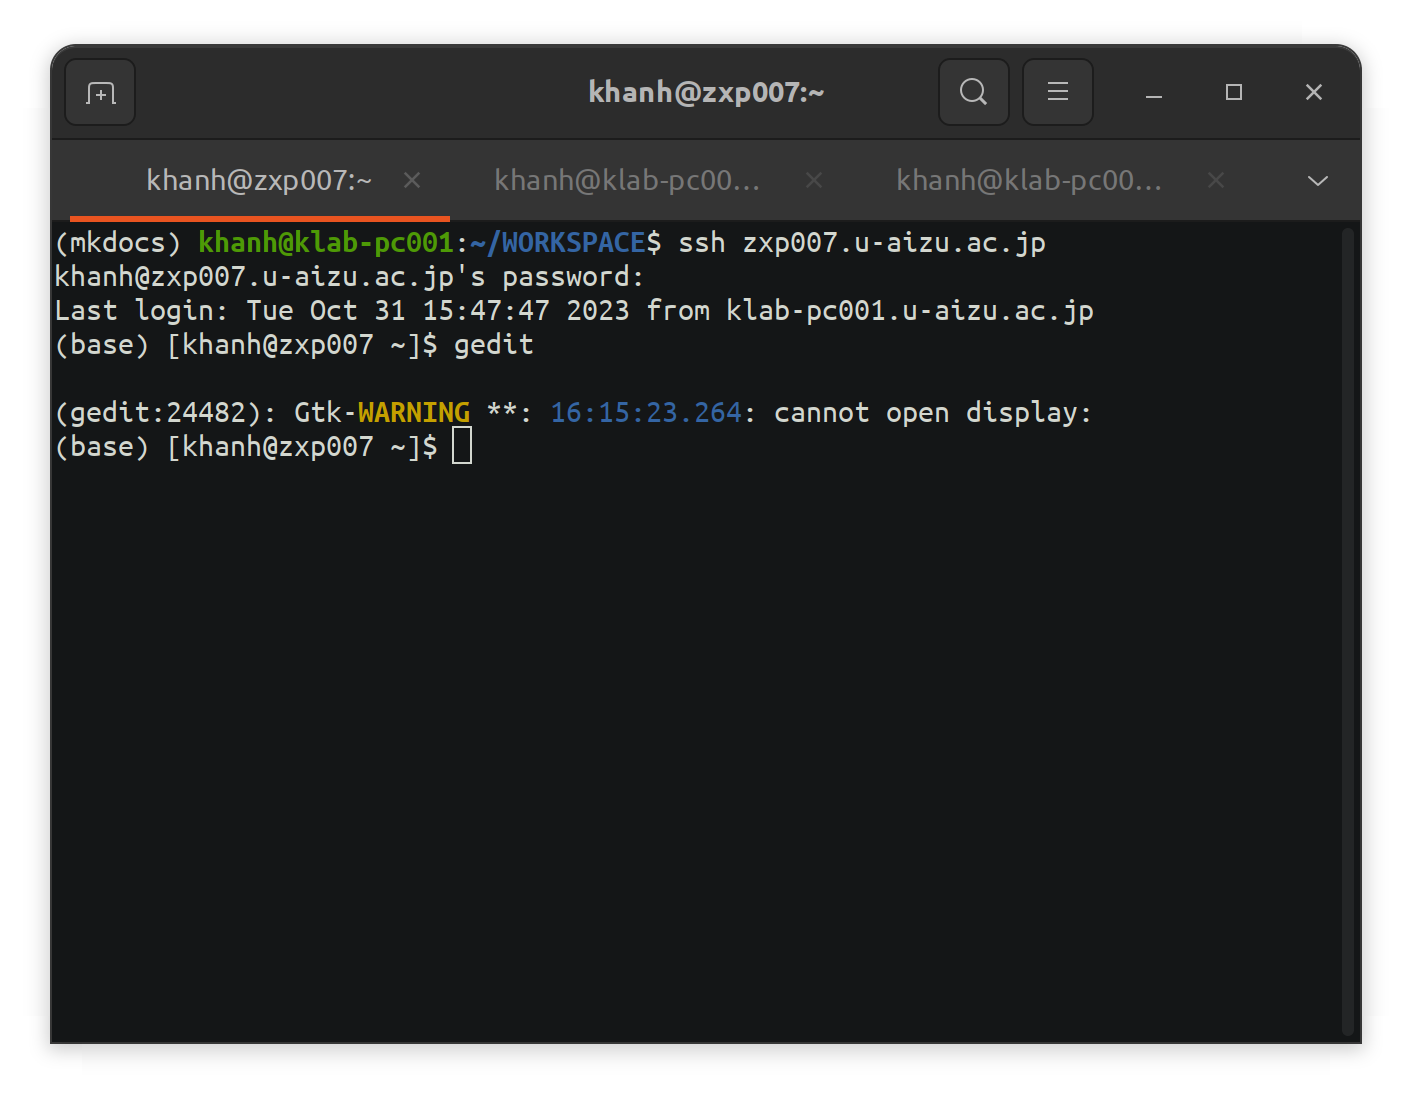 khanh@zxp007:~
khanh@zxp007:~ khanh@klab-pc00... khanh@klab-pc00...
(mkdocs) khanh@klab-pc001:~/WORKSPACE$ ssh zxp007.u-aizu.ac.jp
khanh@zxp007.u-aizu.ac.jp's password:
Last login: Tue Oct 31 15:47:47 2023 from klab-pc001.u-aizu.ac.jp
(base) [khanh@zxp007 ~]$ gedit
(gedit:24482): Gtk-WARNING **: 16:15:23.264: cannot open display:
(base) [khanh@zxp007 ~]$